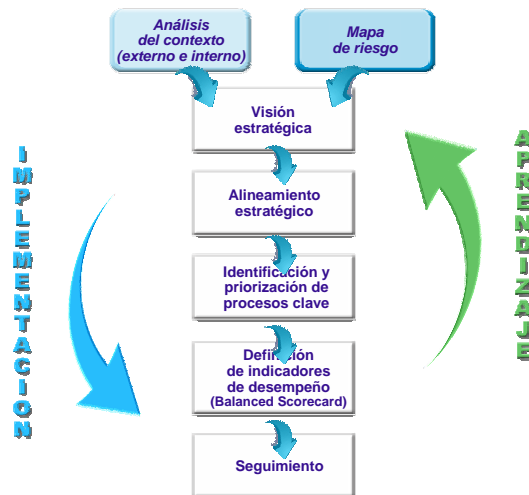 Análisis
del contexto
(externo e interno)
Mapa
de riesgo
Visión
estratégica
Alineamiento
estratégico
Identificación y
priorización de
procesos clave
Definición
de indicadores
de desempeño
(Balanced Scorecard)
Seguimiento
IMPLEMENTACION
APRENDIZAJE